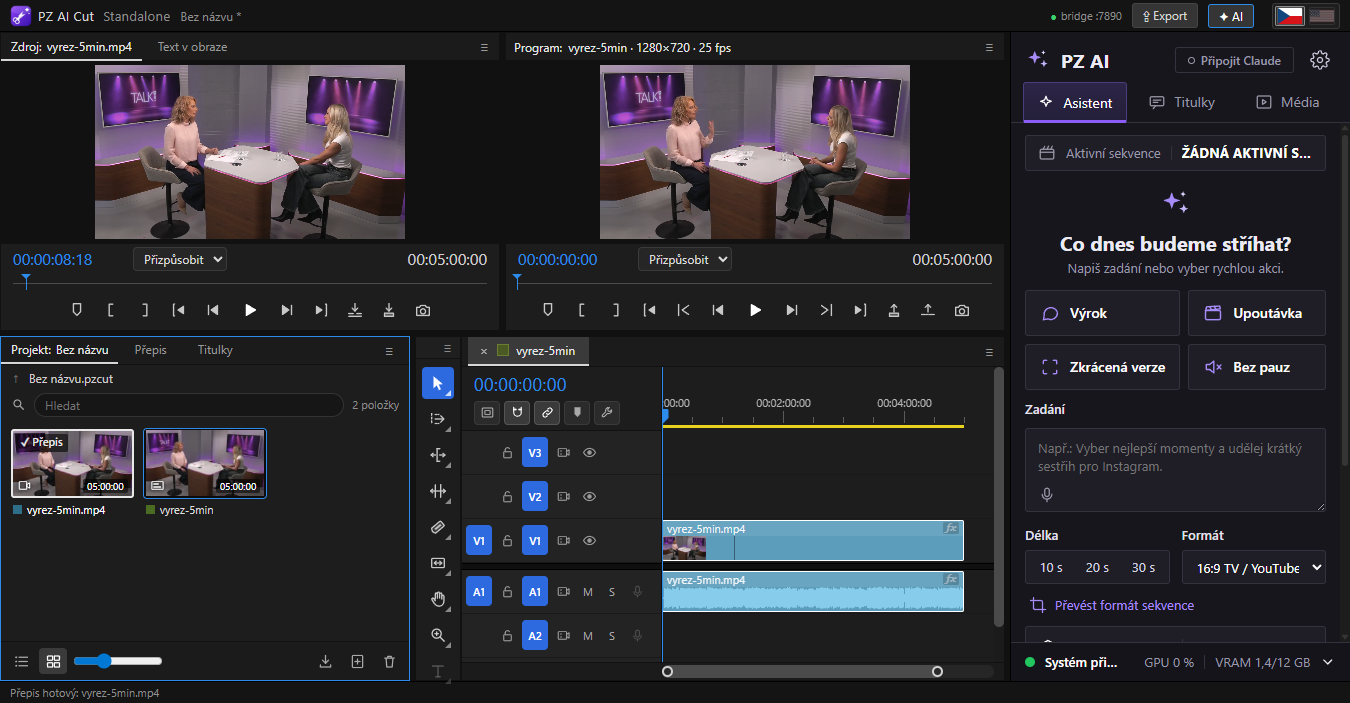 PZ AI Cut Standalone Bez názvu *
bridge :7890 Export AI
Zdroj: vyrez-5min.mp4 Text v obraze
Program: vyrez-5min · 1280×720 · 25 fps
TALK!
TALK!
00:00:08:18 Přizpůsobit 00:05:00:00
00:00:00:00 Přizpůsobit 00:05:00:00
Projekt: Bez názvu Přepis Titulky
Bez názvu.pzcut
Hledat 2 položky
✓ Přepis
05:00:00
05:00:00
vyrez-5min.mp4
vyrez-5min
× vyrez-5min
00:00:00:00
:00:00 00:02:00:00 00:04:00:00
V3
V2
V1 V1
vyrez-5min.mp4 fx
A1 A1 M S
vyrez-5min.mp4 fx
A2 M S
T
PZ AI Připojit Claude
Asistent Titulky Média
Aktivní sekvence ŽÁDNÁ AKTIVNÍ S...
Co dnes budeme stříhat?
Napiš zadání nebo vyber rychlou akci.
Výrok Upoutávka
Zkrácená verze Bez pauz
Zadání
Např.: Vyber nejlepší momenty a udělej krátký
sestřih pro Instagram.
Délka Formát
10 s 20 s 30 s 16:9 TV / YouTube
Převést formát sekvence
Systém při... GPU 0 % VRAM 1,4/12 GB
Přepis hotový: vyrez-5min.mp4